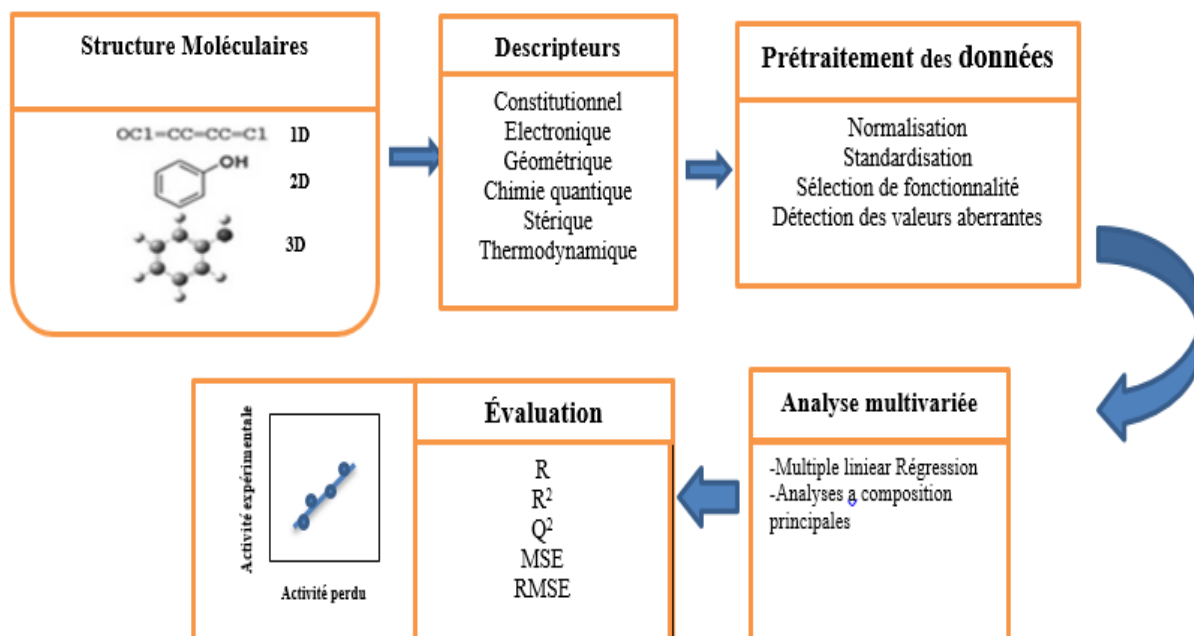 Structure Moléculaires
OCl=CC=CC=Cl 1D
OH
2D
3D
Descripteurs
Constitutionnel
Electronique
Géométrique
Chimie quantique
Stérique
Thermodynamique
Prétraitement des données
Normalisation
Standardisation
Sélection de fonctionnalité
Détection des valeurs aberrantes
Analyse multivariée
-Multiple liniear Régression
-Analyses a composition
principales
Évaluation
R
R²
Q²
MSE
RMSE
Activité expérimentale
Activité perdu